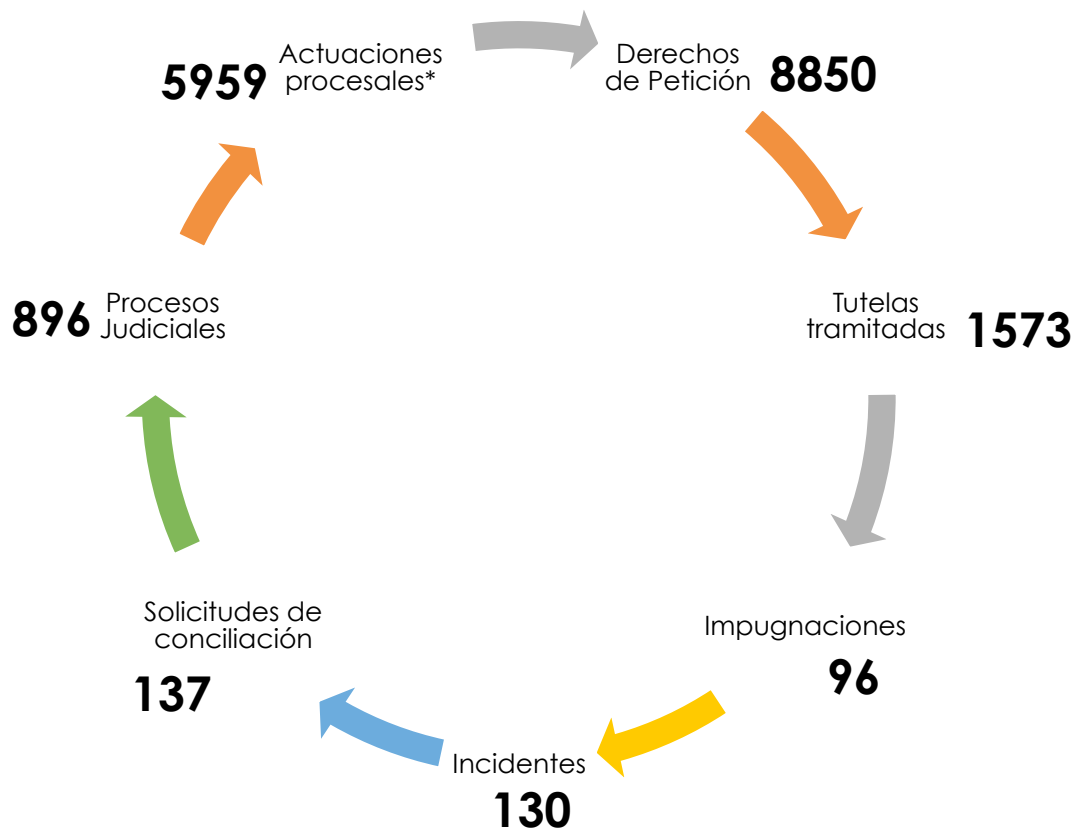 Actuaciones
procesales*
5959
Derechos
de Petición
8850
Tutelas
tramitadas
1573
Impugnaciones
96
Incidentes
130
Solicitudes de
conciliación
137
Procesos
Judiciales
896